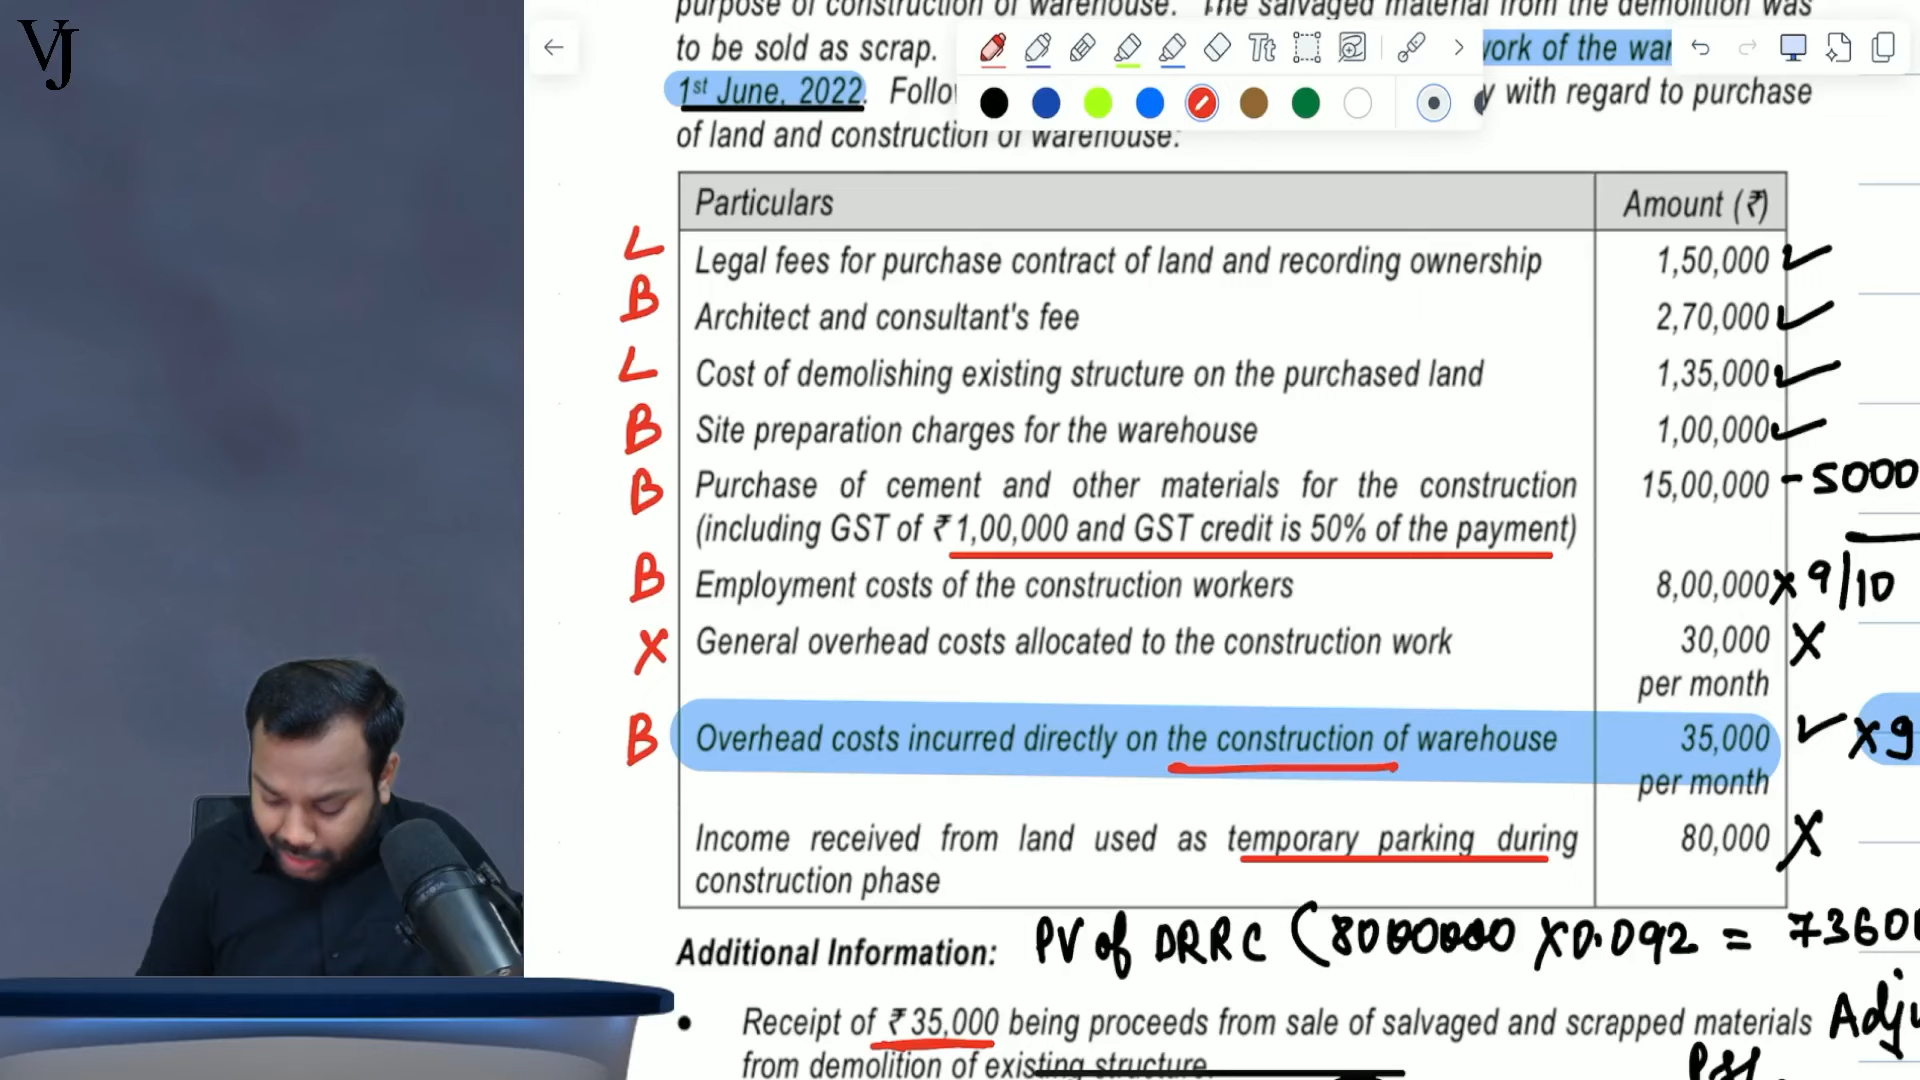 VJ
purpose of construction of warehouse. The salvaged material from the demolition was
to be sold as scrap. work of the war
Tt
1st June, 2022. Follo y with regard to purchase
of land and construction of warehouse:
Particulars Amount (₹)
L Legal fees for purchase contract of land and recording ownership 1,50,000 ✓
B Architect and consultant's fee 2,70,000 ✓
L Cost of demolishing existing structure on the purchased land 1,35,000 ✓
B Site preparation charges for the warehouse 1,00,000 ✓
B Purchase of cement and other materials for the construction 15,00,000 - 5000
(including GST of ₹ 1,00,000 and GST credit is 50% of the payment)
B Employment costs of the construction workers 8,00,000 x 9/10
X General overhead costs allocated to the construction work 30,000 X
per month
B Overhead costs incurred directly on the construction of warehouse 35,000 ✓ x9
per month
Income received from land used as temporary parking during 80,000 X
construction phase
Additional Information: PV of DRRC (8000000 X0.092 = 7360
• Receipt of ₹ 35,000 being proceeds from sale of salvaged and scrapped materials Adju
from demolition of existing structure.